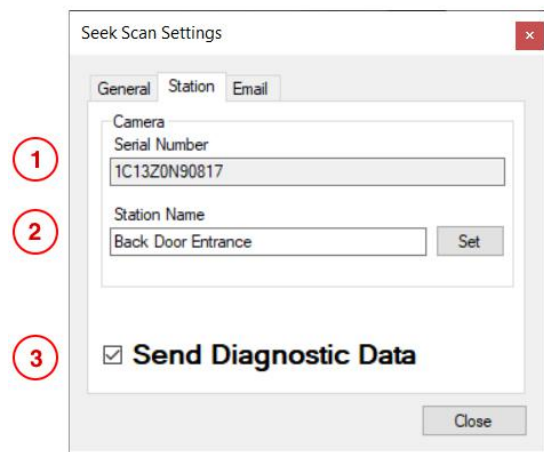 Seek Scan Settings
×
General Station Email
Camera
Serial Number
1
1C13Z0N90817
Station Name
2
Back Door Entrance Set
3
Send Diagnostic Data
Close